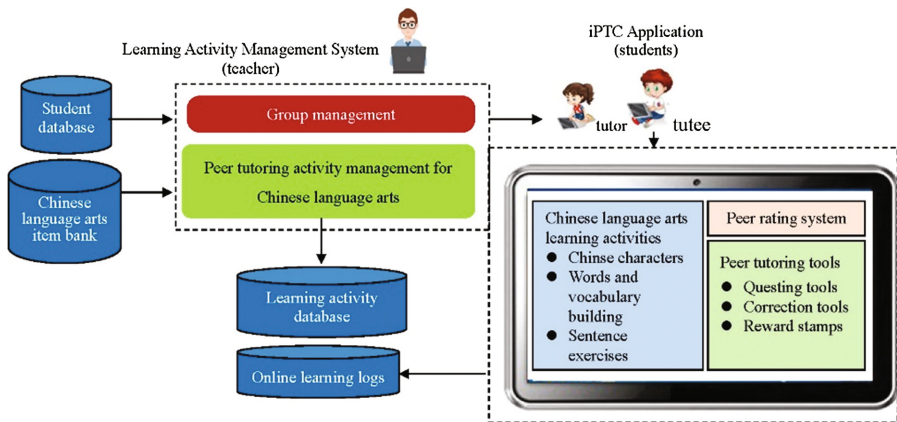 Learning Activity Management System
(teacher)
iPTC Application
(students)
Student
database
Group management
tutor
tutee
Peer tutoring activity management for
Chinese language arts
Chinese
language arts
item bank
Learning activity
database
Online learning logs
Chinese language arts
learning activities
● Chinse characters
● Words and
vocabulary
building
● Sentence
exercises
Peer rating system
Peer tutoring tools
● Questing tools
● Correction tools
● Reward stamps